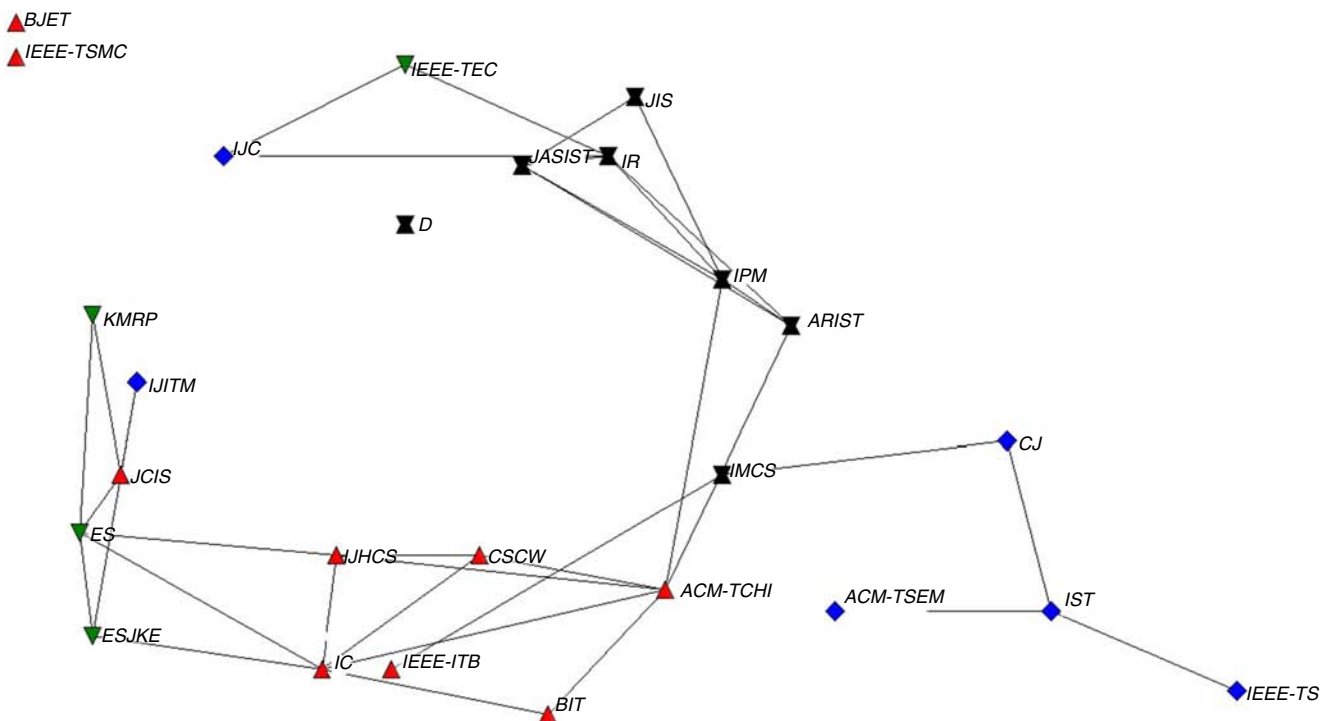 BJET
IEEE-TSMC
IEEE-TEC
JIS
IJC
JASIST
IR
D
IPM
KMRP
ARIST
IJITM
CJ
JCIS
IMCS
ES
IJHCS
CSCW
ACM-TCHI
ACM-TSEM
IST
ESJKE
IC
IEEE-ITB
BIT
IEEE-TS